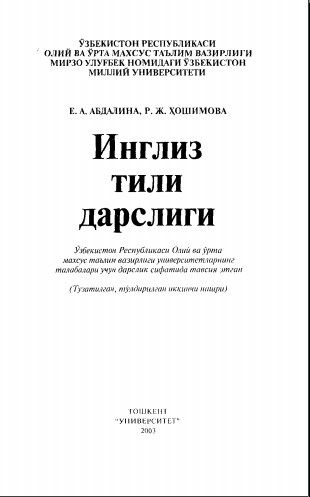 ЎЗБЕКИСТОН РЕСПУБЛИКАСИ
ОЛИЙ ВА ЎРТА МАХСУС ТАЪЛИМ ВАЗИРЛИГИ
МИРЗО УЛУҒБЕК НОМИДАГИ ЎЗБЕКИСТОН
МИЛЛИЙ УНИВЕРСИТЕТИ
Е. А. АБДАЛИНА, Р. Ж. ҲОШИМОВА
Инглиз
тили
дарслиги
Ўзбекистон Республикаси Олий ва ўрта
махсус таълим вазирлиги университетларнинг
талабалари учун дарслик сифатида тавсия этган
(Тузатилган, тўлдирилган иккинчи нашри)
ТОШКЕНТ
"УНИВЕРСИТЕТ"
2003